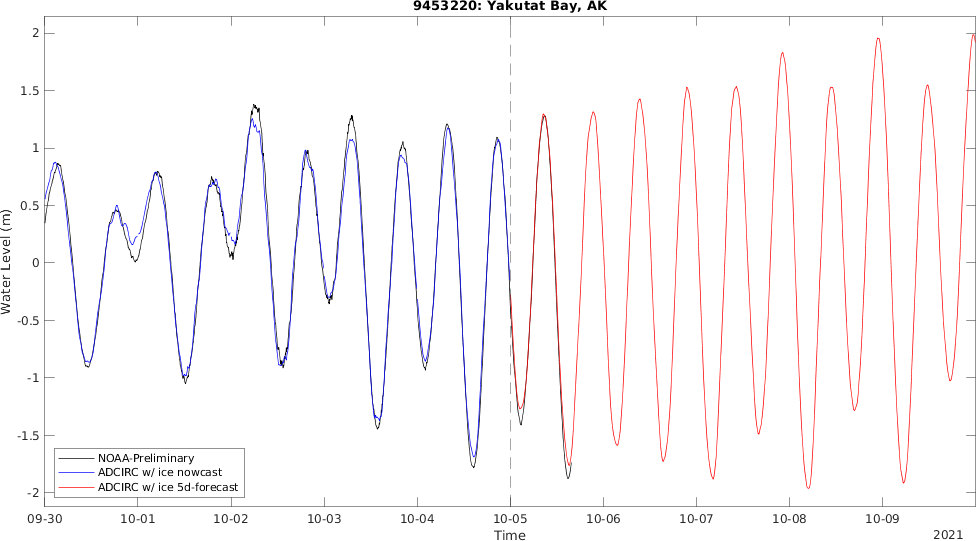 9453220: Yakutat Bay, AK
2
1.5
1
0.5
0
-0.5
-1
-1.5
-2
Water Level (m)
NOAA-Preliminary
ADCIRC w/ ice nowcast
ADCIRC w/ ice 5d-forecast
09-30 10-01 10-02 10-03 10-04 10-05 10-06 10-07 10-08 10-09
Time
2021